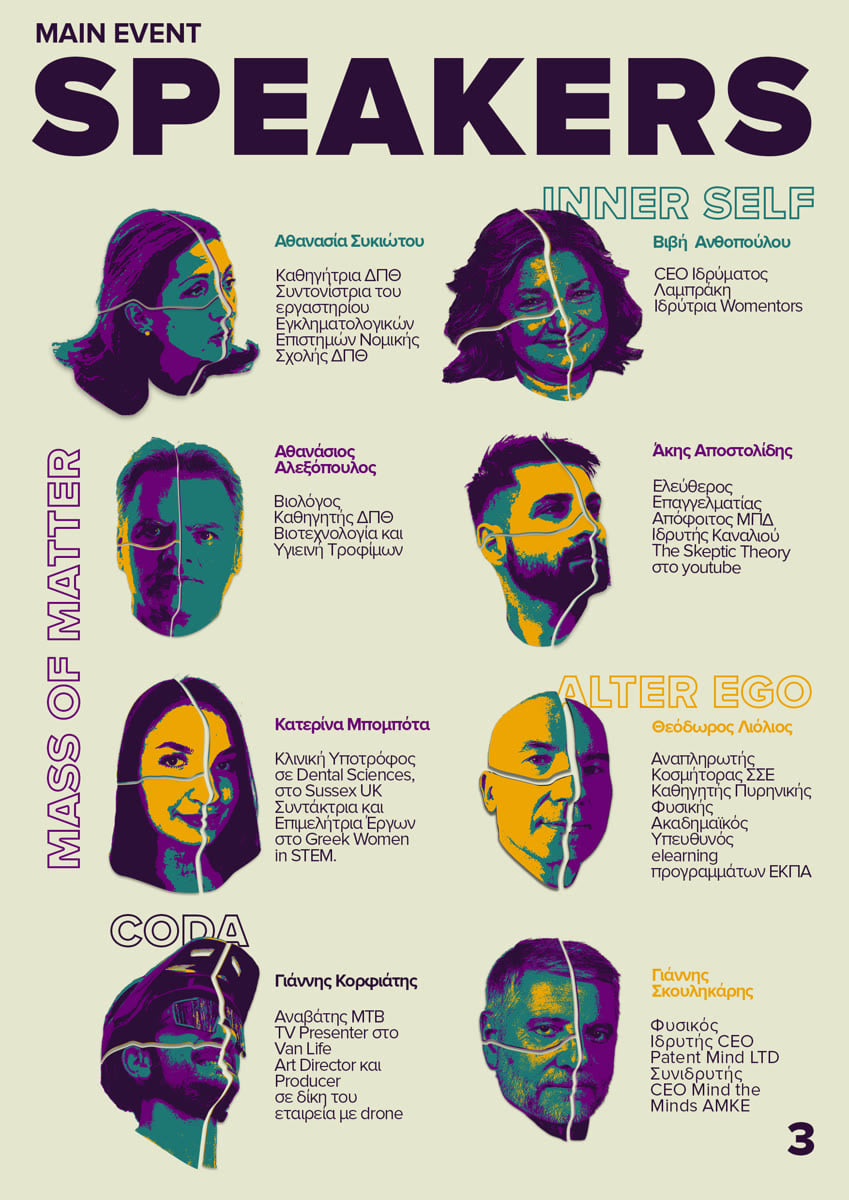 MAIN EVENT
SPEAKERS
INNER SELF
Αθανασία Συκιώτου
Καθηγήτρια ΔΠΘ
Συντονίστρια του
εργαστηρίου
Εγκληματολογικών
Επιστημών Νομικής
Σχολής ΔΠΘ
Βιβή Ανθοπούλου
CEO Ιδρύματος
Λαμπράκη
Ιδρύτρια Womentors
MASS OF MATTER
Αθανάσιος
Αλεξόπουλος
Βιολόγος
Καθηγητής ΔΠΘ
Βιοτεχνολογία και
Υγιεινή Τροφίμων
Άκης Αποστολίδης
Ελεύθερος
Επαγγελματίας
Απόφοιτος ΜΠΔ
Ιδρυτής Καναλιού
The Skeptic Theory
στο youtube
Κατερίνα Μπομπότα
Κλινική Υποτρόφος
σε Dental Sciences,
στο Sussex UK
Συντάκτρια και
Επιμελήτρια Έργων
στο Greek Women
in STEM.
ALTER EGO
Θεόδωρος Λιόλιος
Αναπληρωτής
Κοσμήτορας ΣΣΕ
Καθηγητής Πυρηνικής
Φυσικής
Ακαδημαϊκός
Υπευθυνός
elearning
προγραμμάτων ΕΚΠΑ
CODA
Γιάννης Κορφιάτης
Αναβάτης MTB
TV Presenter στο
Van Life
Art Director και
Producer
σε δίκη του
εταιρεία με drone
Γιάννης
Σκουληκάρης
Φυσικός
Ιδρυτής CEO
Patent Mind LTD
Συνιδρυτής
CEO Mind the
Minds ΑΜΚΕ
3